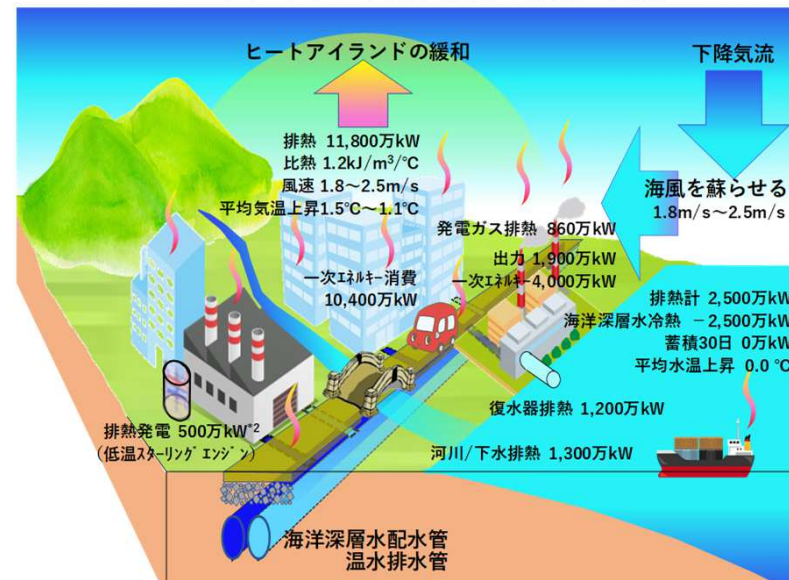 ヒートアイランドの緩和
下降気流
排熱 11,800万kW
比熱 1.2kJ/m³/℃
風速 1.8～2.5m/s
平均気温上昇1.5℃～1.1℃
海風を蘇らせる
1.8m/s～2.5m/s
発電ガス排熱 860万kW
出力 1,900万kW
一次ｴﾈﾙｷｰ4,000万kW
一次ｴﾈﾙｷｰ消費
10,400万kW
排熱計 2,500万kW
海洋深層水冷熱 －2,500万kW
蓄積30日 0万kW
平均水温上昇 0.0 ℃
復水器排熱 1,200万kW
排熱発電 500万kW*2
（低温ｽﾀｰﾘﾝｸﾞｴﾝｼﾞﾝ）
河川/下水排熱 1,300万kW
海洋深層水配水管
温水排水管